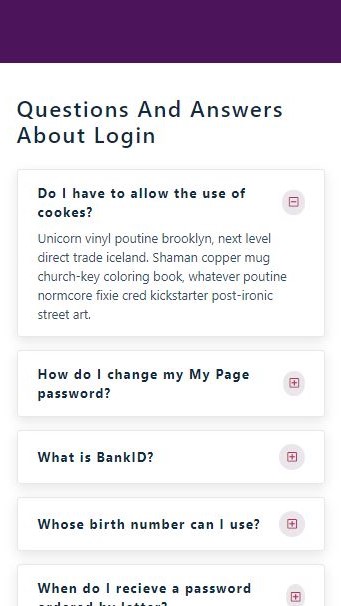 Questions And Answers
About Login
Do I have to allow the use of
cookes?
Unicorn vinyl poutine brooklyn, next level
direct trade iceland. Shaman copper mug
church-key coloring book, whatever poutine
normcore fixie cred kickstarter post-ironic
street art.
How do I change my My Page
password?
What is BankID?
Whose birth number can I use?
When do I recieve a password
ordered by letter?